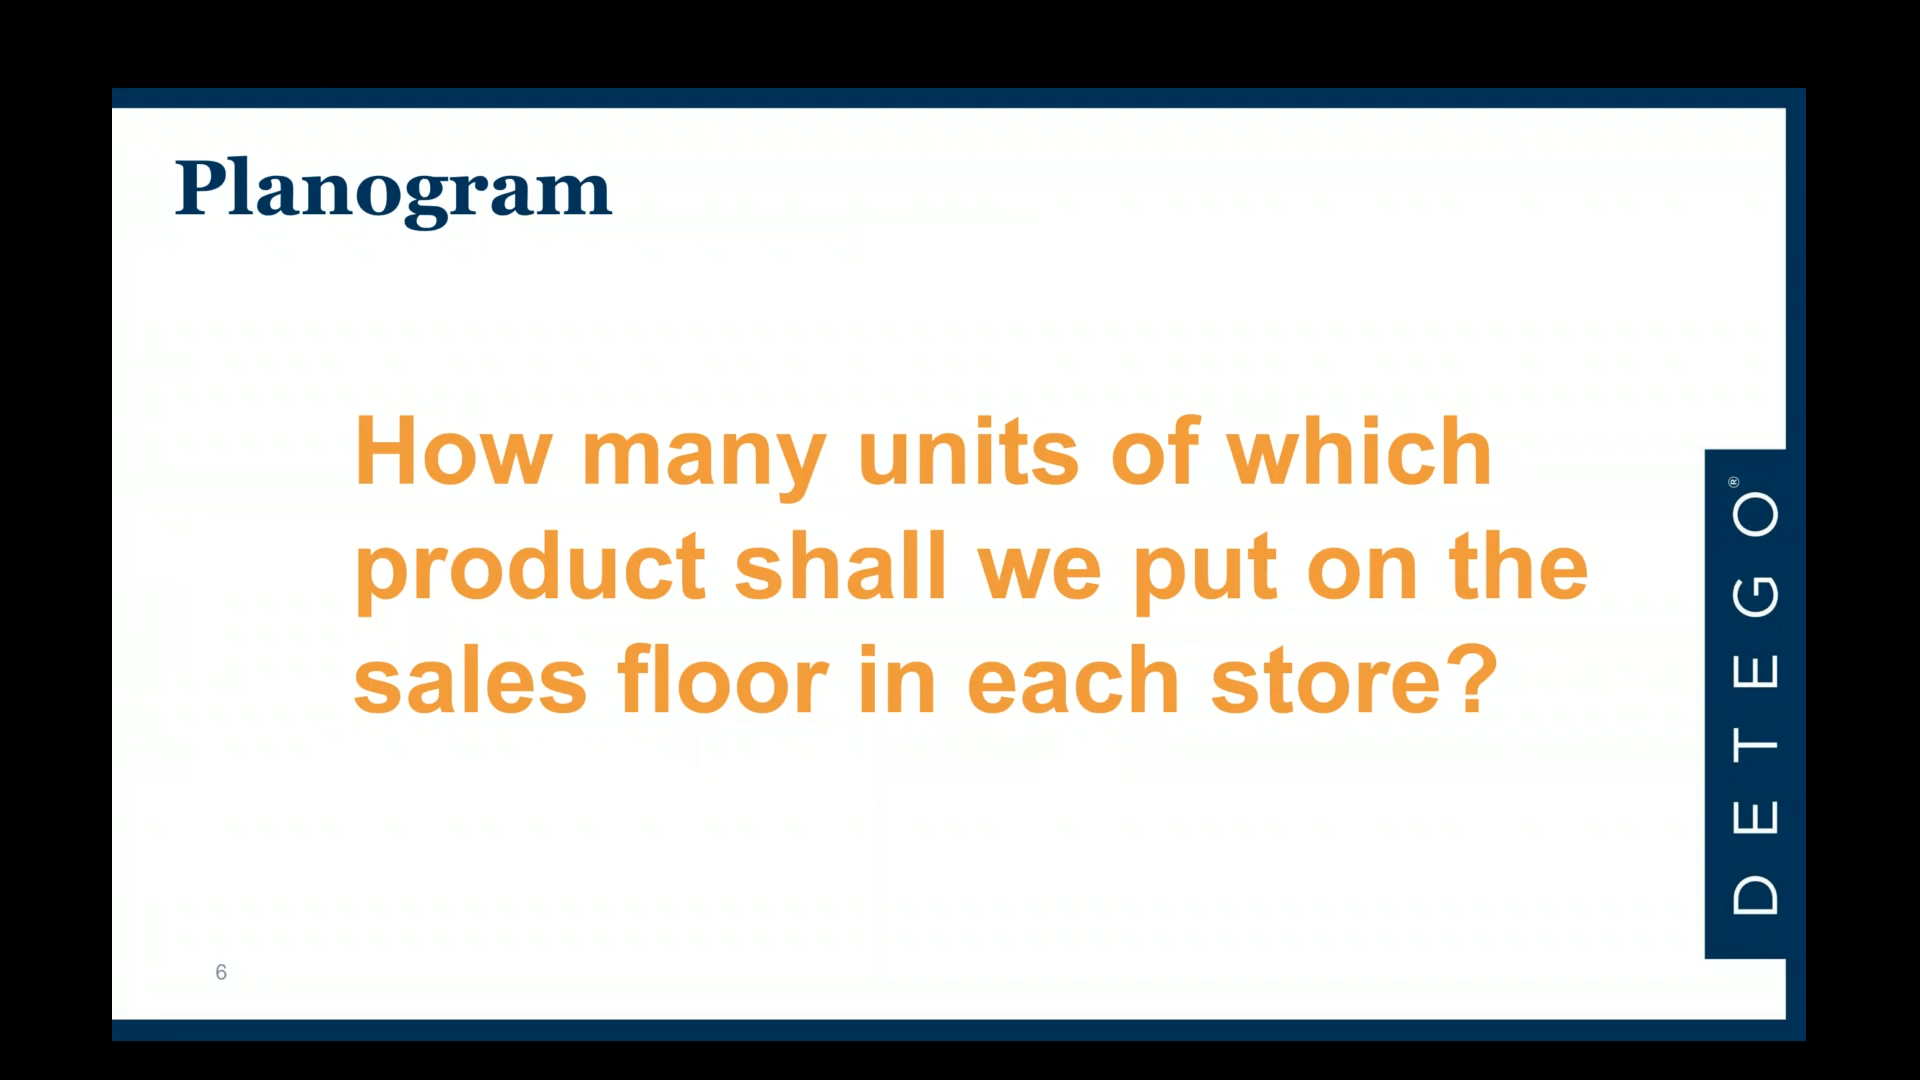 Planogram
How many units of which
product shall we put on the
sales floor in each store?
DETEGO®
6